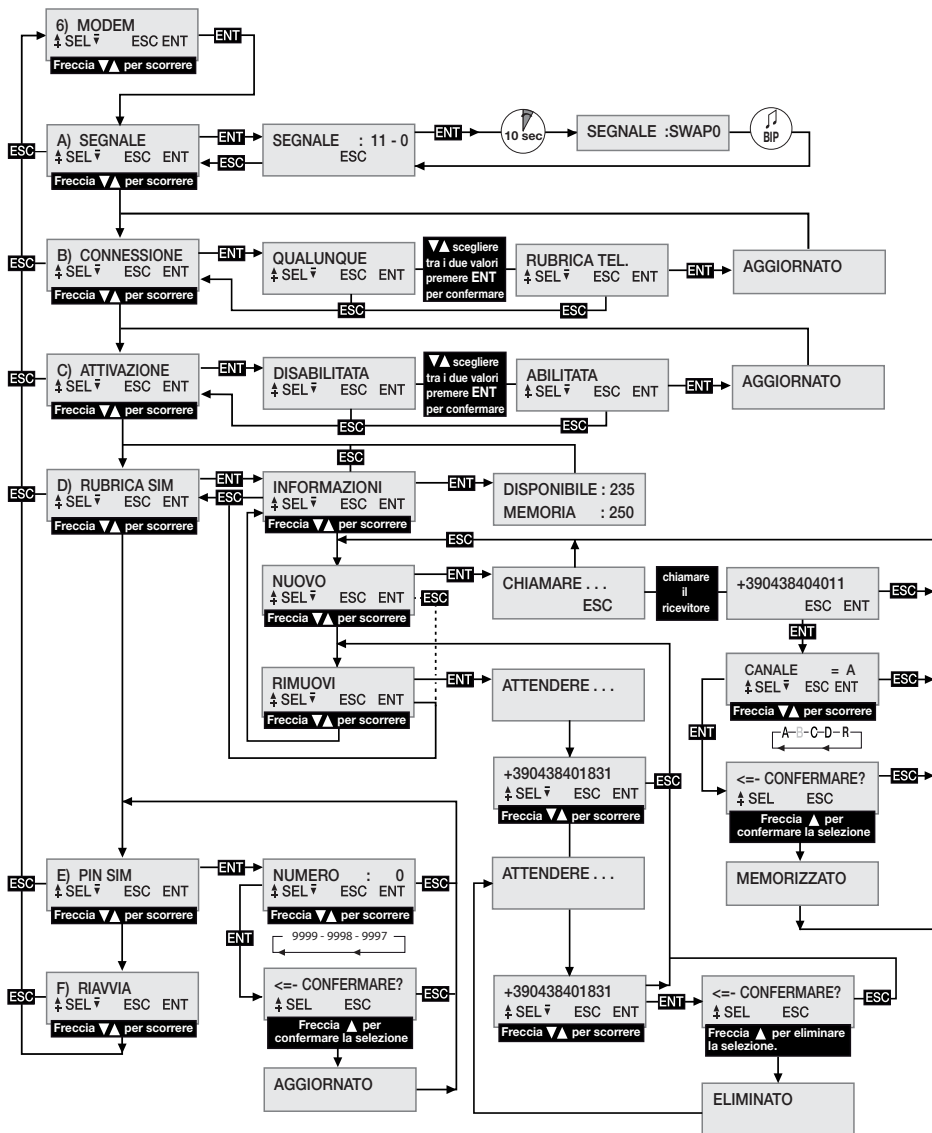 6) MODEM
SEL ESC ENT
Freccia ▼▲ per scorrere
ENT
A) SEGNALE
SEL ESC ENT
Freccia ▼▲ per scorrere
ESC
ENT
ESC
SEGNALE : 11 - 0
ESC
ENT
10 sec
SEGNALE :SWAP0
BIP
B) CONNESSIONE
SEL ESC ENT
Freccia ▼▲ per scorrere
ESC
ENT
QUALUNQUE
SEL ESC ENT
ESC
▼▲ scegliere
tra i due valori
premere ENT
per confermare
RUBRICA TEL.
SEL ESC ENT
ESC
ENT
AGGIORNATO
C) ATTIVAZIONE
SEL ESC ENT
Freccia ▼▲ per scorrere
ESC
ENT
DISABILITATA
SEL ESC ENT
ESC
▼▲ scegliere
tra i due valori
premere ENT
per confermare
ABILITATA
SEL ESC ENT
ESC
ENT
AGGIORNATO
D) RUBRICA SIM
SEL ESC ENT
Freccia ▼▲ per scorrere
ESC
ENT
ESC
ESC
INFORMAZIONI
SEL ESC ENT
Freccia ▼▲ per scorrere
ENT
DISPONIBILE : 235
MEMORIA : 250
ESC
NUOVO
SEL ESC ENT
Freccia ▼▲ per scorrere
ENT
ESC
CHIAMARE . . .
ESC
chiamare
il
ricevitore
+390438404011
ESC ENT
ESC
ENT
CANALE = A
SEL ESC ENT
Freccia ▼▲ per scorrere
ESC
A-B-C-D-R
ENT
<=- CONFERMARE?
SEL ESC
Freccia ▲ per
confermare la selezione
ESC
MEMORIZZATO
RIMUOVI
SEL ESC ENT
Freccia ▼▲ per scorrere
ENT
ATTENDERE . . .
+390438401831
SEL ESC ENT
Freccia ▼▲ per scorrere
ESC
ATTENDERE . . .
+390438401831
SEL ESC ENT
Freccia ▼▲ per scorrere
ENT
<=- CONFERMARE?
SEL ESC
Freccia ▲ per eliminare
la selezione.
ESC
ELIMINATO
E) PIN SIM
SEL ESC ENT
Freccia ▼▲ per scorrere
ESC
ENT
NUMERO : 0
SEL ESC ENT
Freccia ▼▲ per scorrere
ESC
9999 - 9998 - 9997
ENT
<=- CONFERMARE?
SEL ESC
Freccia ▲ per
confermare la selezione
ESC
AGGIORNATO
F) RIAVVIA
SEL ESC ENT
Freccia ▼▲ per scorrere
ESC